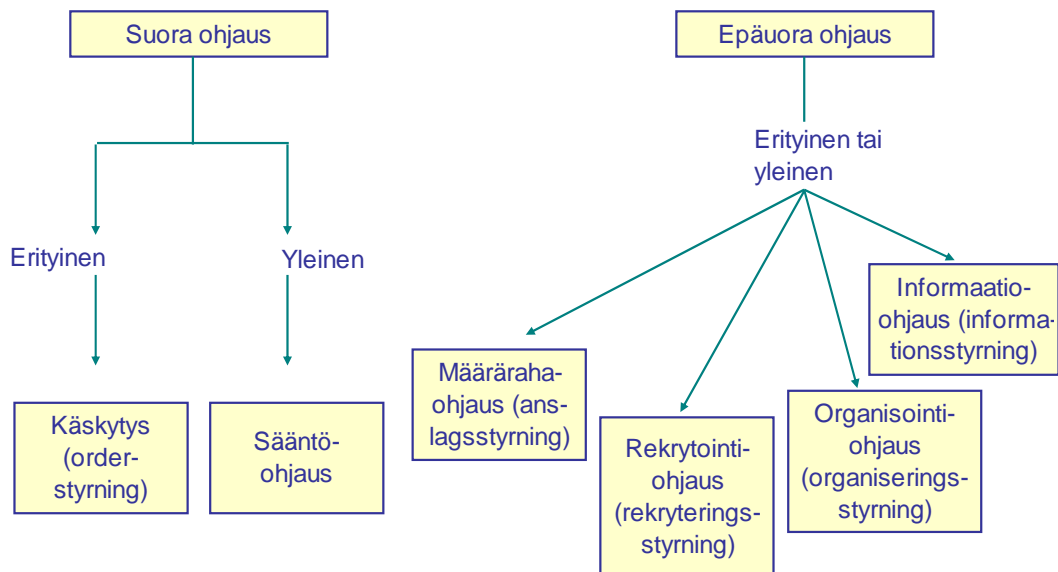 Suora ohjaus
Erityinen
Yleinen
Käskytys
(order-
styrning)
Sääntö-
ohjaus
Epäuora ohjaus
Erityinen tai
yleinen
Määräraha-
ohjaus (ans-
lagsstyrning)
Rekrytointi-
ohjaus
(rekryterings-
styrning)
Organisointi-
ohjaus
(organiserings-
styrning)
Informaatio-
ohjaus (informa-
tionsstyrning)